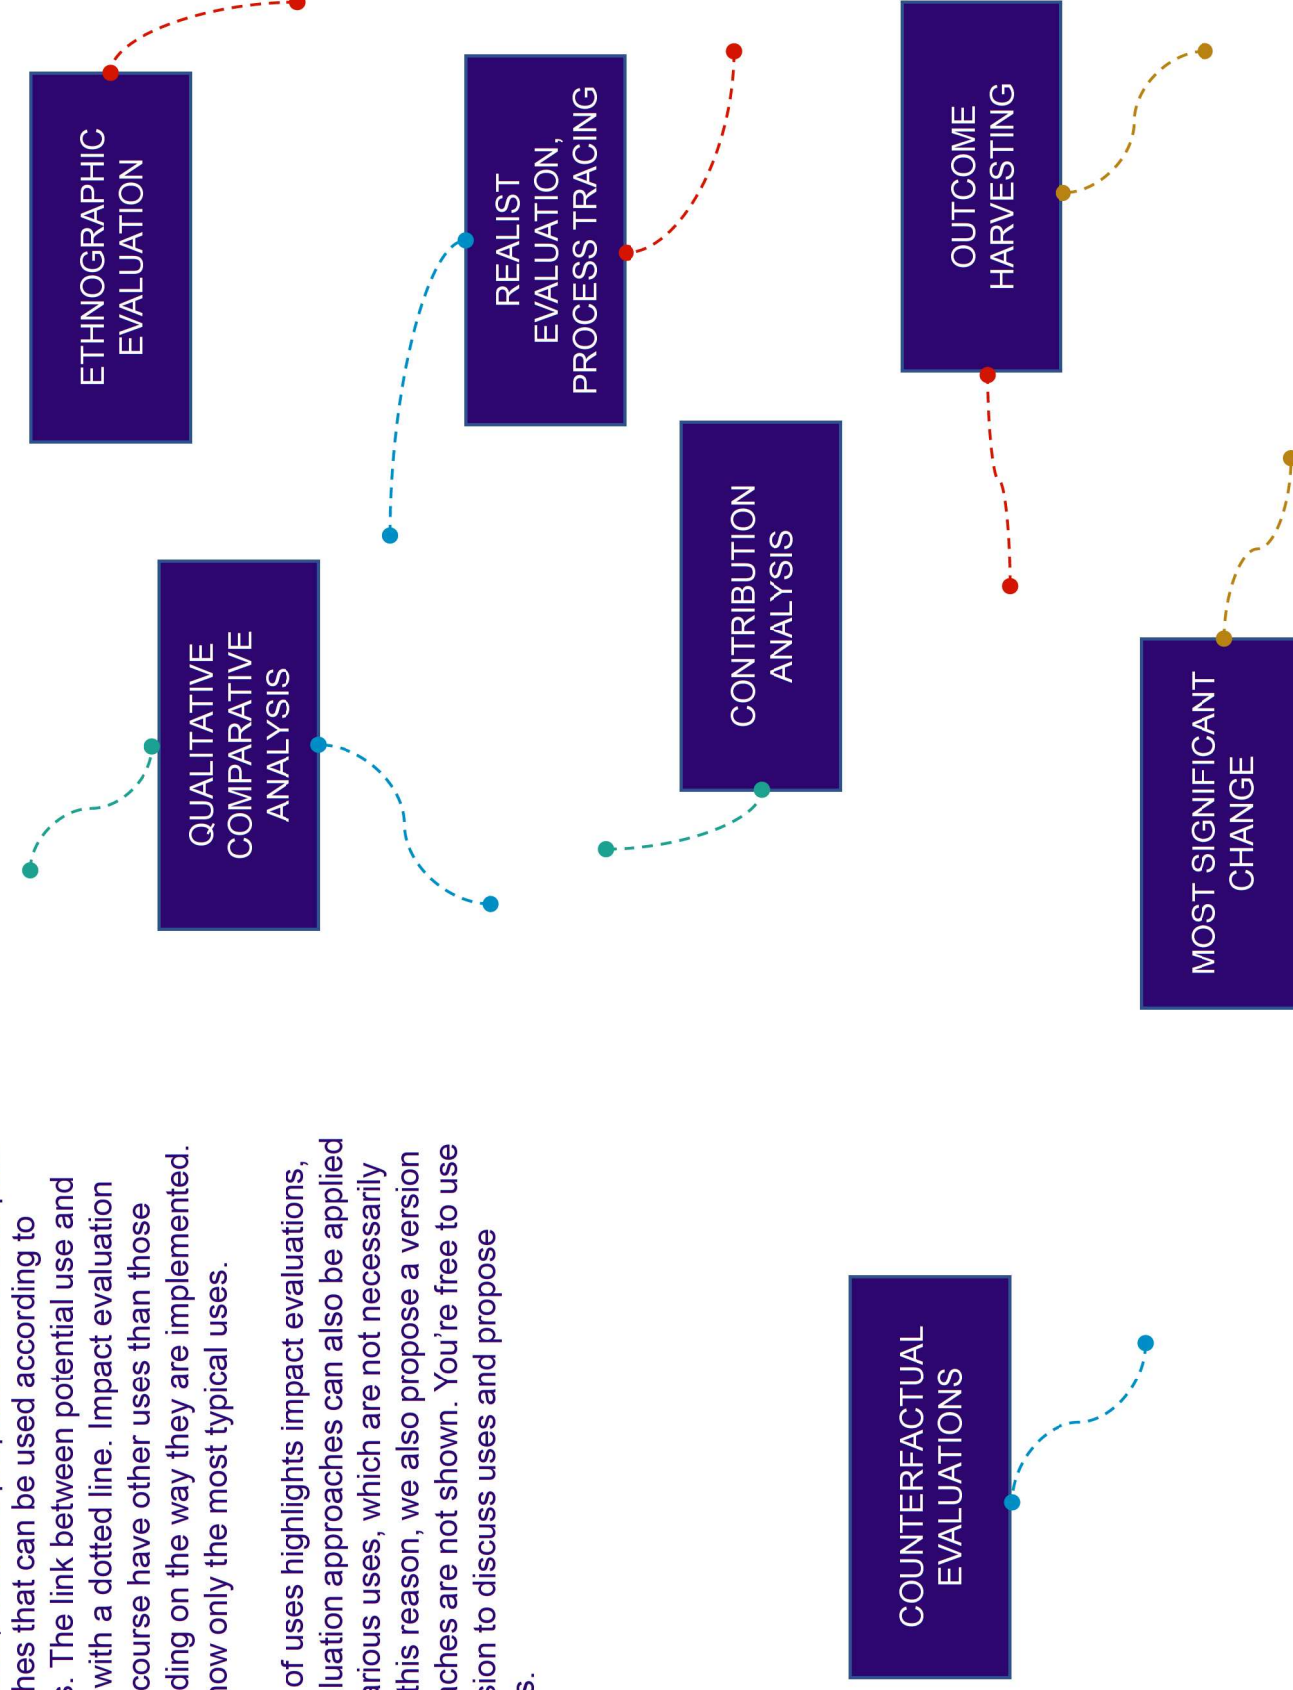 hes that can be used according to
s. The link between potential use and
with a dotted line. Impact evaluation
course have other uses than those
ding on the way they are implemented.
how only the most typical uses.
of uses highlights impact evaluations,
luation approaches can also be applied
arious uses, which are not necessarily
this reason, we also propose a version
aches are not shown. You're free to use
sion to discuss uses and propose
s.
ETHNOGRAPHIC
EVALUATION
QUALITATIVE
COMPARATIVE
ANALYSIS
REALIST
EVALUATION,
PROCESS TRACING
CONTRIBUTION
ANALYSIS
OUTCOME
HARVESTING
MOST SIGNIFICANT
CHANGE
COUNTERFACTUAL
EVALUATIONS